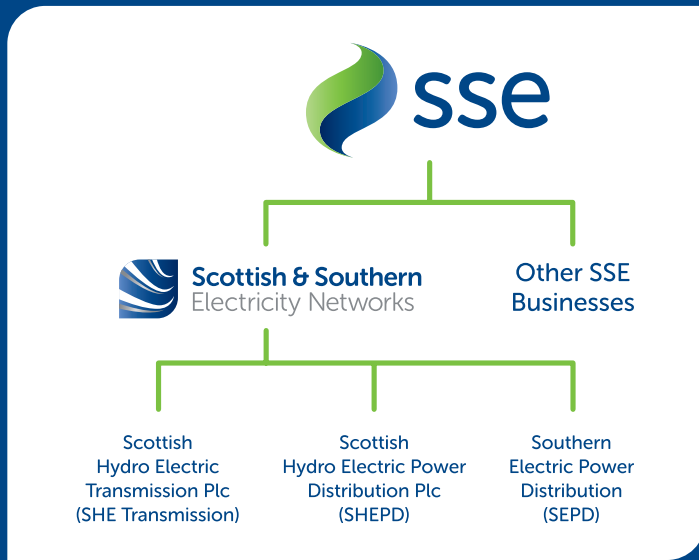 sse
Scottish & Southern
Electricity Networks
Other SSE
Businesses
Scottish
Hydro Electric
Transmission Plc
(SHE Transmission)
Scottish
Hydro Electric Power
Distribution Plc
(SHEPD)
Southern
Electric Power
Distribution
(SEPD)